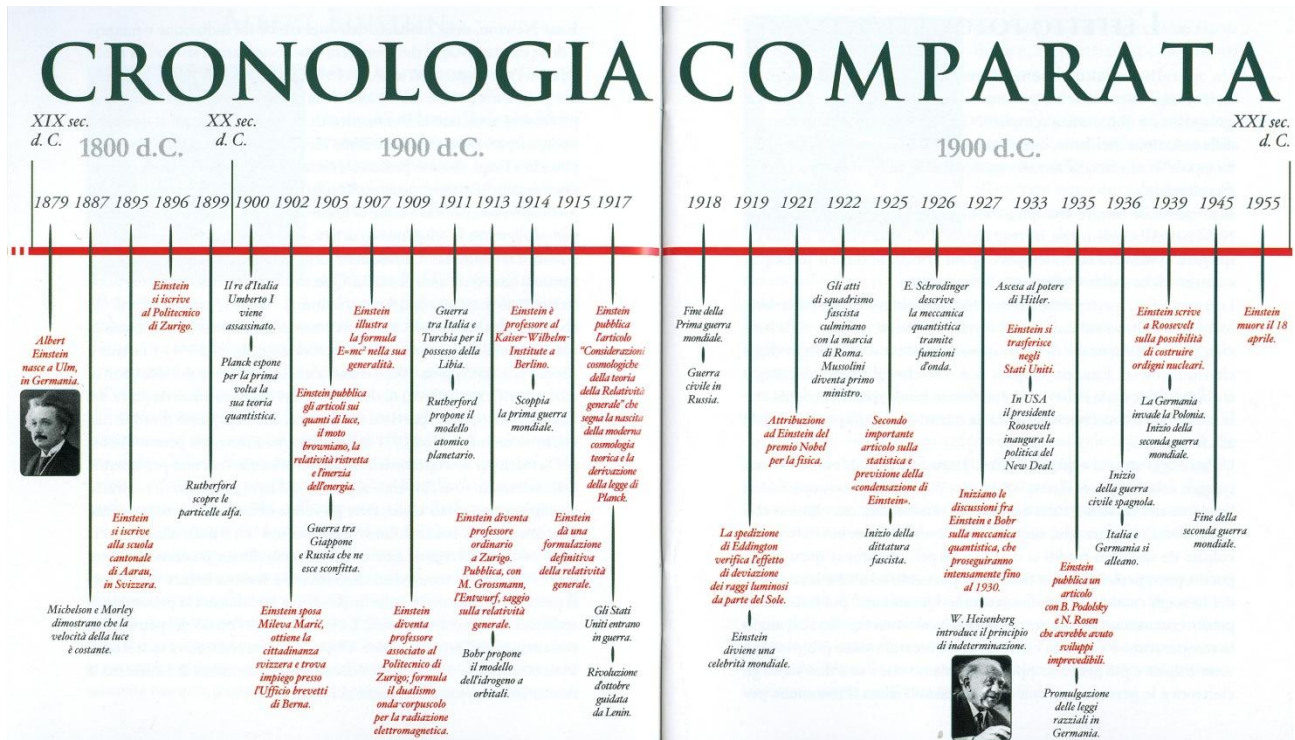 CRONOLOGIA COMPARATA
XIX sec.
d. C.
1800 d.C.
XX sec.
d. C.
1900 d.C.
1900 d.C.
XXI sec.
d. C.
1879 1887 1895 1896 1899 1900 1902 1905 1907 1909 1911 1913 1914 1915 1917
1918 1919 1921 1922 1925 1926 1927 1933 1935 1936 1939 1945 1955
Albert
Einstein
nasce a Ulm,
in Germania.
Michelson e Morley
dimostrano che la
velocità della luce
è costante.
Einstein
si iscrive
alla scuola
cantonale
di Aarau,
in Svizzera.
Einstein
si iscrive
al Politecnico
di Zurigo.
Rutherford
scopre le
particelle alfa.
Il re d'Italia
Umberto I
viene
assassinato.
Planck espone
per la prima
volta la
sua teoria
quantistica.
Einstein sposa
Mileva Marić,
ottiene la
cittadinanza
svizzera e trova
impiego presso
l'Ufficio brevetti
di Berna.
Einstein pubblica
gli articoli sui
quanti di luce,
il moto
browniano, la
relatività ristretta
e l'inerzia
dell'energia.
Guerra tra
Giappone
e Russia che ne
esce sconfitta.
Einstein
illustra
la formula
E=mc² nella sua
generalità.
Einstein
diventa
professore
associato al
Politecnico di
Zurigo; formula
il dualismo
onda-corpuscolo
per la radiazione
elettromagnetica.
Guerra
tra Italia e
Turchia per il
possesso della
Libia.
Rutherford
propone il
modello
atomico
planetario.
Einstein diventa
professore
ordinario
a Zurigo.
Pubblica, con
M. Grossmann,
l'Entwurf, saggio
sulla relatività
generale.
Bohr propone
il modello
dell'idrogeno a
orbitali.
Einstein è
professore al
Kaiser-Wilhelm-
Institute a
Berlino.
Scoppia
la prima guerra
mondiale.
Einstein
dà una
formulazione
definitiva
della relatività
generale.
Einstein
pubblica
l'articolo
"Considerazioni
cosmologiche
della teoria
della Relatività
generale" che
segna la nascita
della moderna
cosmologia
teorica e la
derivazione
della legge di
Planck.
Gli Stati
Uniti entrano
in guerra.
Rivoluzione
d'ottobre
guidata
da Lenin.
Fine della
Prima guerra
mondiale.
Guerra
civile in
Russia.
La spedizione
di Eddington
verifica l'effetto
di deviazione
dei raggi luminosi
da parte del Sole.
Einstein
diviene una
celebrità mondiale.
Attribuzione
ad Einstein del
premio Nobel
per la fisica.
Gli atti
di squadrismo
fascista
culminano
con la marcia
di Roma.
Mussolini
diventa primo
ministro.
Secondo
importante
articolo sulla
statistica e
previsione della
«condensazione di
Einstein».
Inizio della
dittatura
fascista.
E. Schrodinger
descrive
la meccanica
quantistica
tramite
funzioni
d'onda.
Iniziano le
discussioni fra
Einstein e Bohr
sulla meccanica
quantistica, che
proseguiranno
intensamente fino
al 1930.
W. Heisenberg
introduce il principio
di indeterminazione.
Ascesa al potere
di Hitler.
Einstein si
trasferisce
negli
Stati Uniti.
In USA
il presidente
Roosevelt
inaugura la
politica del
New Deal.
Einstein
pubblica un
articolo
con B. Podolsky
e N. Rosen
che avrebbe avuto
sviluppi
imprevedibili.
Promulgazione
delle leggi
razziali in
Germania.
Inizio
della guerra
civile spagnola.
Italia e
Germania si
alleano.
Einstein scrive
a Roosevelt
sulla possibilità
di costruire
ordigni nucleari.
La Germania
invade la Polonia.
Inizio della
seconda guerra
mondiale.
Fine della
seconda guerra
mondiale.
Einstein
muore il 18
aprile.